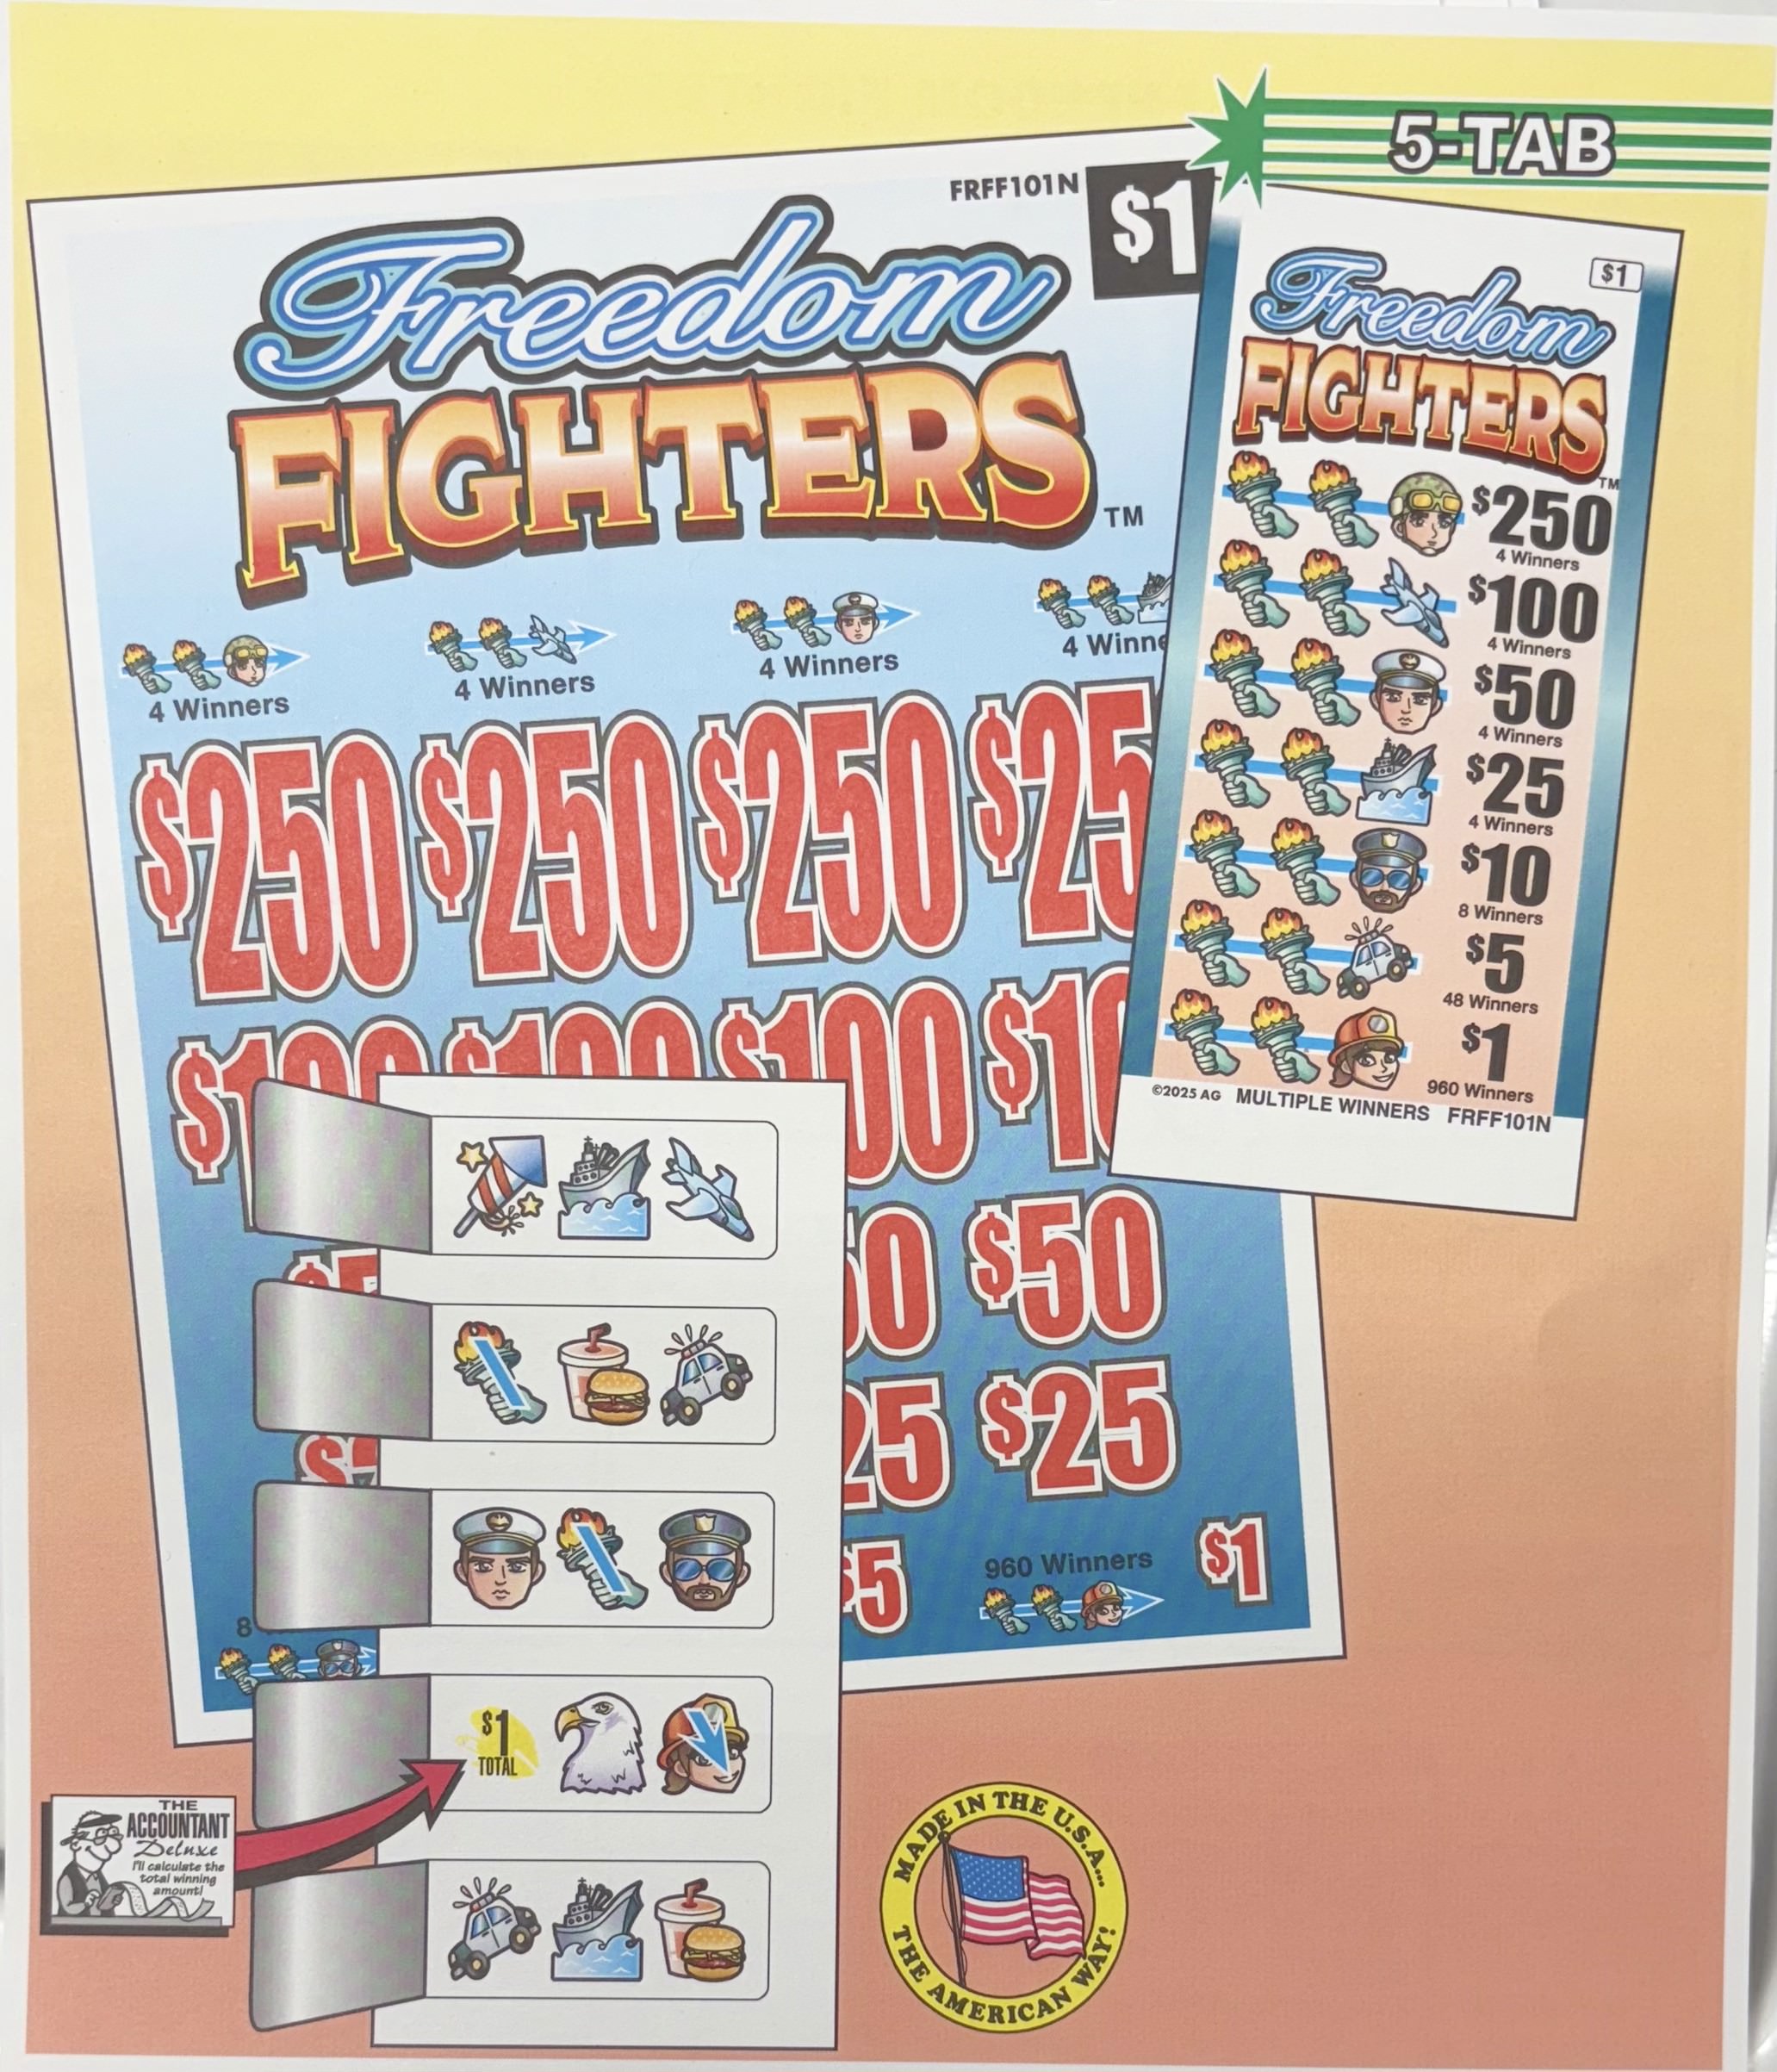 5-TAB
FRFF101N
$1
Freedom
FIGHTERS
TM
4 Winners
4 Winners
4 Winners
4 Winne
$250 $250 $250 $25
$100 $100 $100 $10
50 $50
25 $25
8
$5
960 Winners
$1
$1
Freedom
FIGHTERS
TM
$250
4 Winners
$100
4 Winners
$50
4 Winners
$25
4 Winners
$10
8 Winners
$5
48 Winners
$1
960 Winners
©2025 AG MULTIPLE WINNERS FRFF101N
$1
TOTAL
THE
ACCOUNTANT
Deluxe
I'll calculate the
total winning
amount!
MADE IN THE U.S.A...
THE AMERICAN WAY!